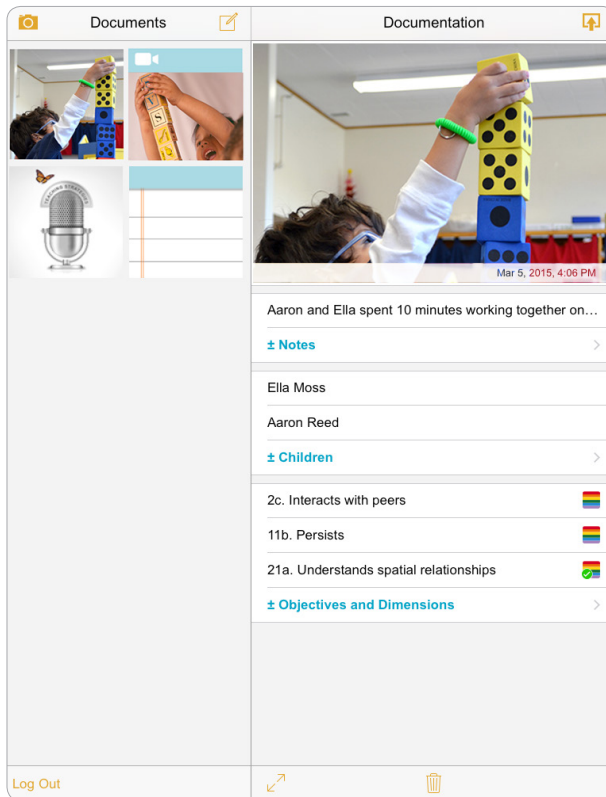 Documents
Documentation
TEACHING STRATEGIES
Mar 5, 2015, 4:06 PM
Aaron and Ella spent 10 minutes working together on…
± Notes
Ella Moss
Aaron Reed
± Children
2c. Interacts with peers
11b. Persists
21a. Understands spatial relationships
± Objectives and Dimensions
Log Out